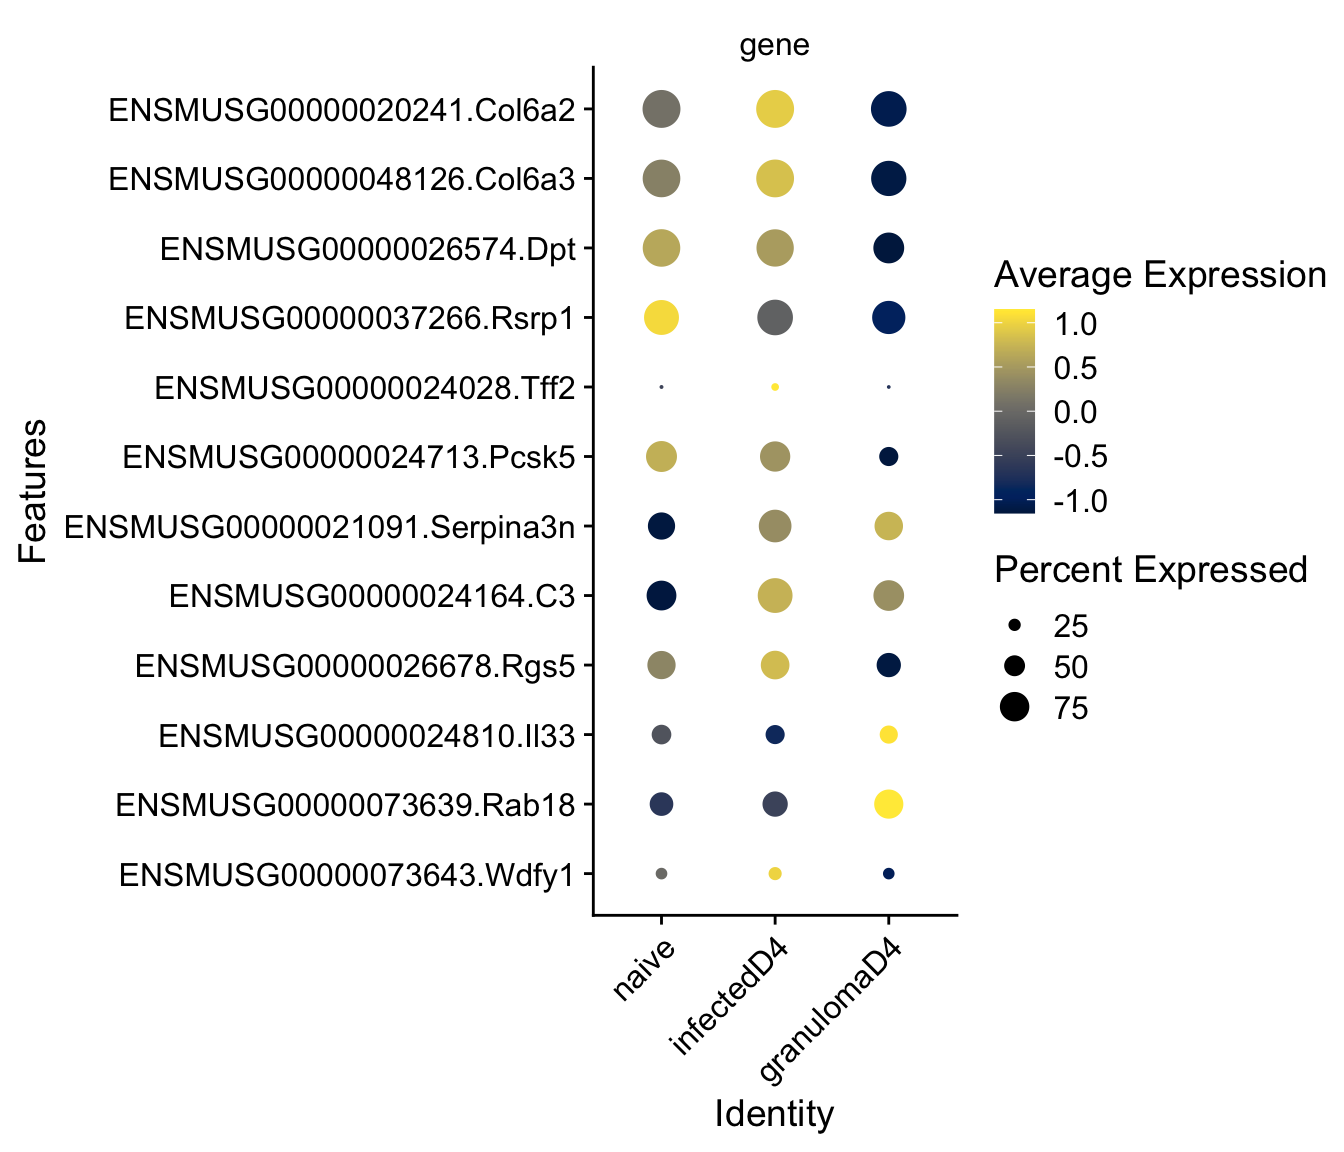 gene
ENSMUSG00000020241.Col6a2
ENSMUSG00000048126.Col6a3
ENSMUSG00000026574.Dpt
ENSMUSG00000037266.Rsrp1
ENSMUSG00000024028.Tff2
ENSMUSG00000024713.Pcsk5
ENSMUSG00000021091.Serpina3n
ENSMUSG00000024164.C3
ENSMUSG00000026678.Rgs5
ENSMUSG00000024810.Il33
ENSMUSG00000073639.Rab18
ENSMUSG00000073643.Wdfy1
Features
naive
infectedD4
granulomaD4
Identity
Average Expression
1.0
0.5
0.0
-0.5
-1.0
Percent Expressed
25
50
75